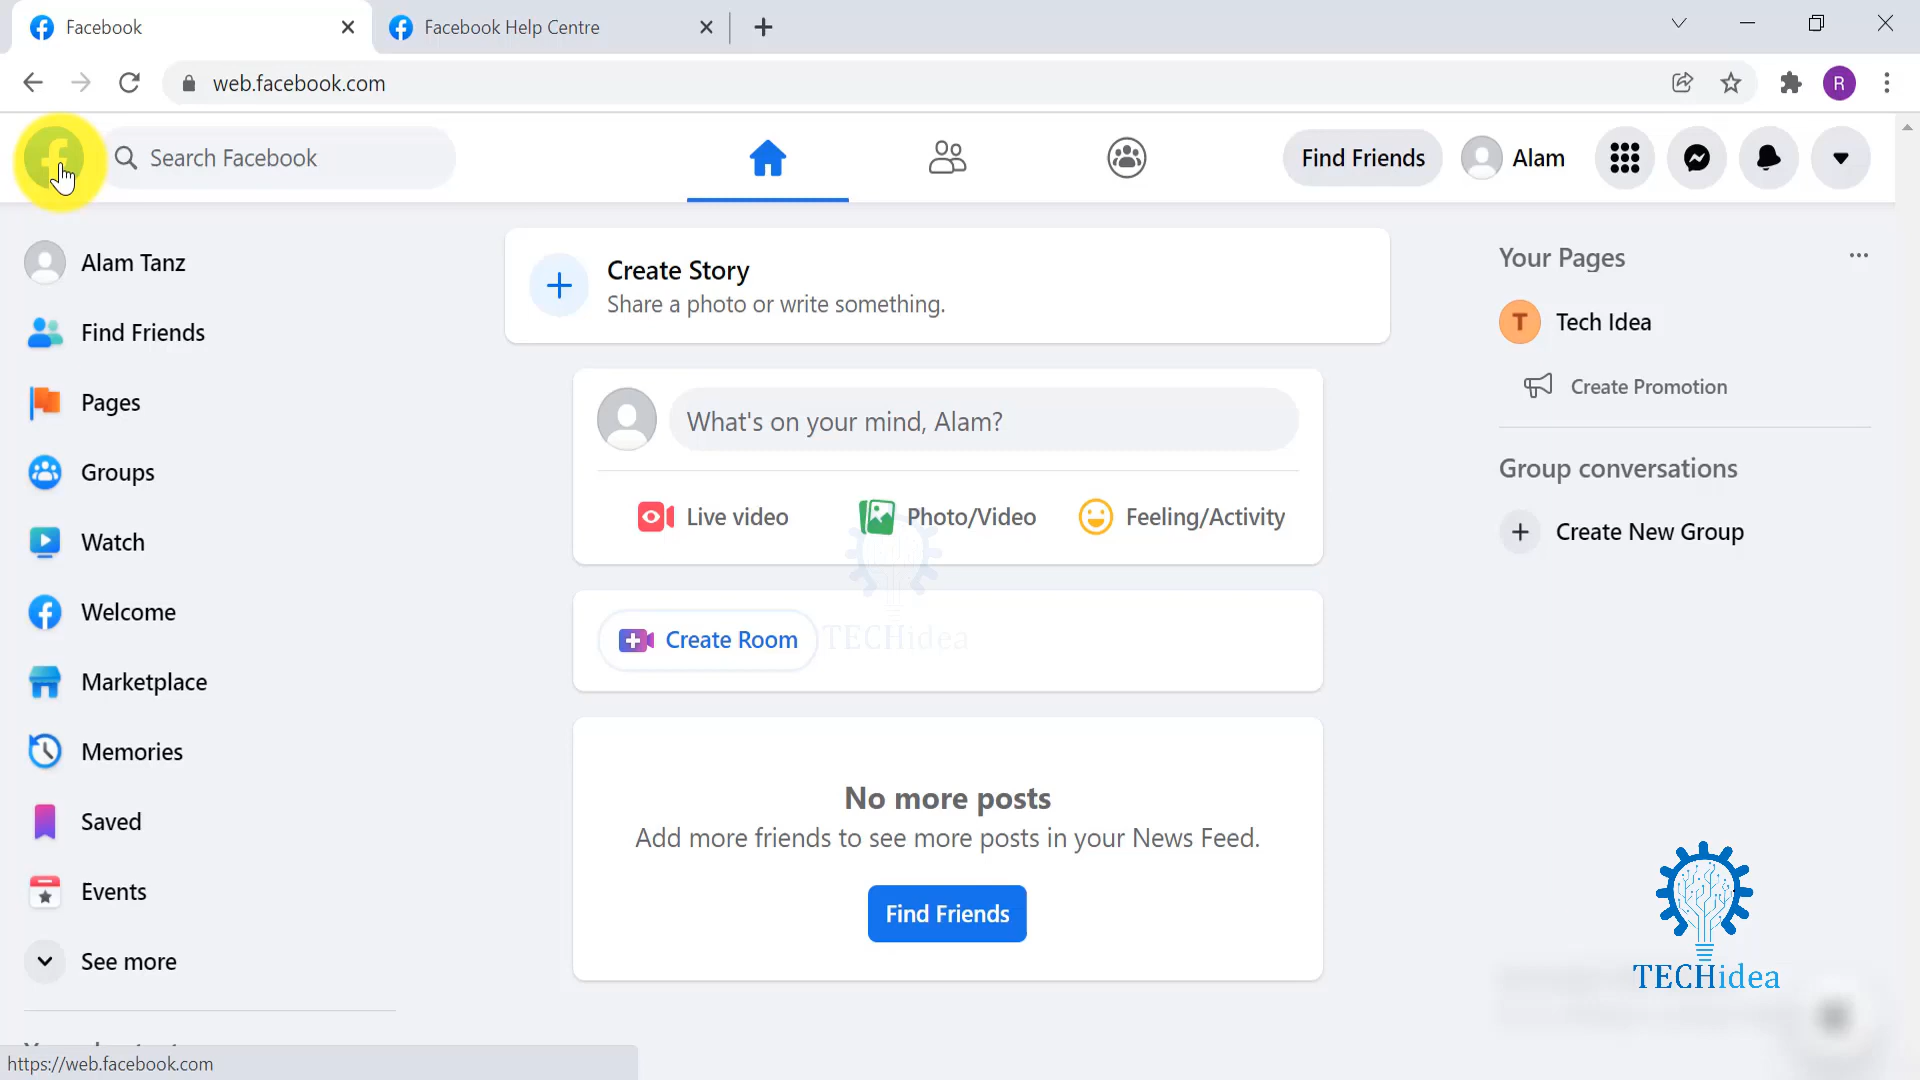 Facebook
Facebook Help Centre
web.facebook.com
R
Search Facebook
Find Friends
Alam
Alam Tanz
Find Friends
Pages
Groups
Watch
Welcome
Marketplace
Memories
Saved
Events
See more
Create Story
Share a photo or write something.
What's on your mind, Alam?
Live video
Photo/Video
Feeling/Activity
Create Room
TECHidea
No more posts
Add more friends to see more posts in your News Feed.
Find Friends
Your Pages
T
Tech Idea
Create Promotion
Group conversations
Create New Group
TECHidea
https://web.facebook.com